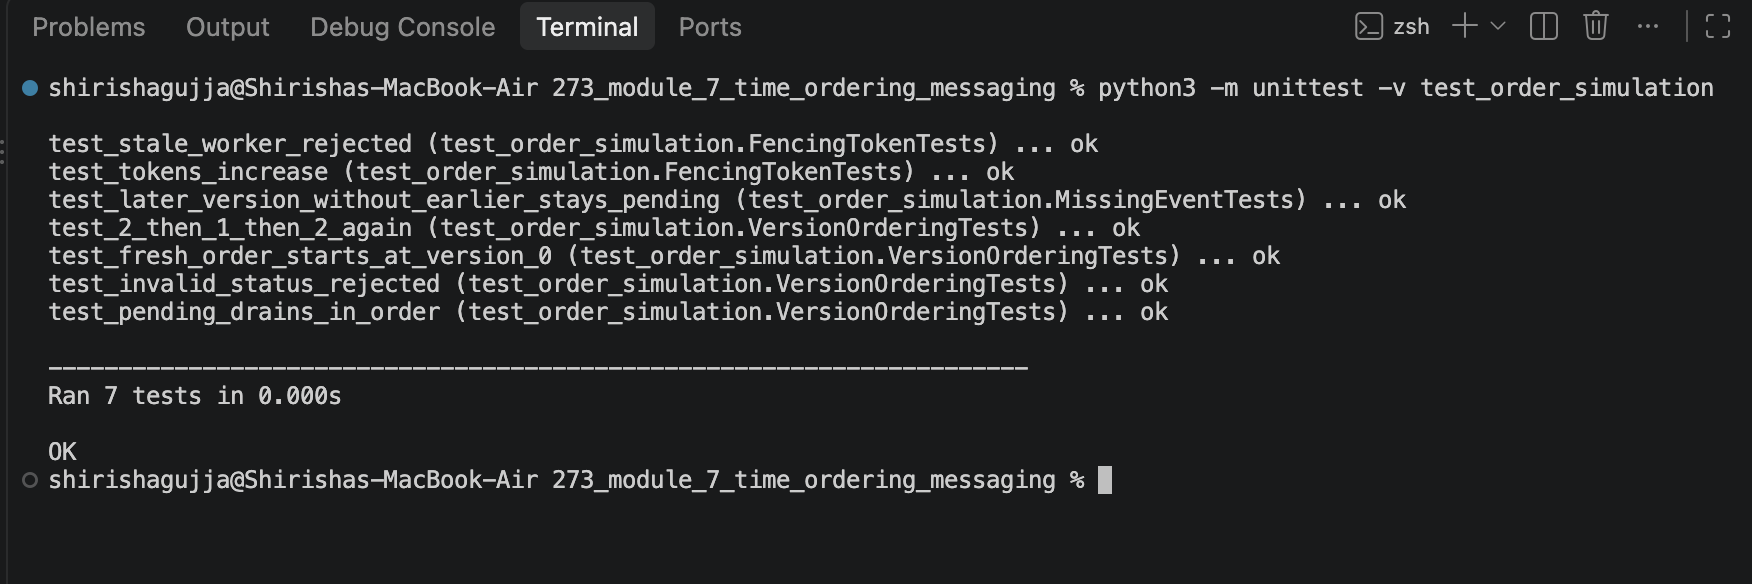 Problems Output Debug Console Terminal Ports zsh
shirishagujja@Shirishas-MacBook-Air 273_module_7_time_ordering_messaging % python3 -m unittest -v test_order_simulation
test_stale_worker_rejected (test_order_simulation.FencingTokenTests) ... ok
test_tokens_increase (test_order_simulation.FencingTokenTests) ... ok
test_later_version_without_earlier_stays_pending (test_order_simulation.MissingEventTests) ... ok
test_2_then_1_then_2_again (test_order_simulation.VersionOrderingTests) ... ok
test_fresh_order_starts_at_version_0 (test_order_simulation.VersionOrderingTests) ... ok
test_invalid_status_rejected (test_order_simulation.VersionOrderingTests) ... ok
test_pending_drains_in_order (test_order_simulation.VersionOrderingTests) ... ok
----------------------------------------------------------------------
Ran 7 tests in 0.000s
OK
shirishagujja@Shirishas-MacBook-Air 273_module_7_time_ordering_messaging %